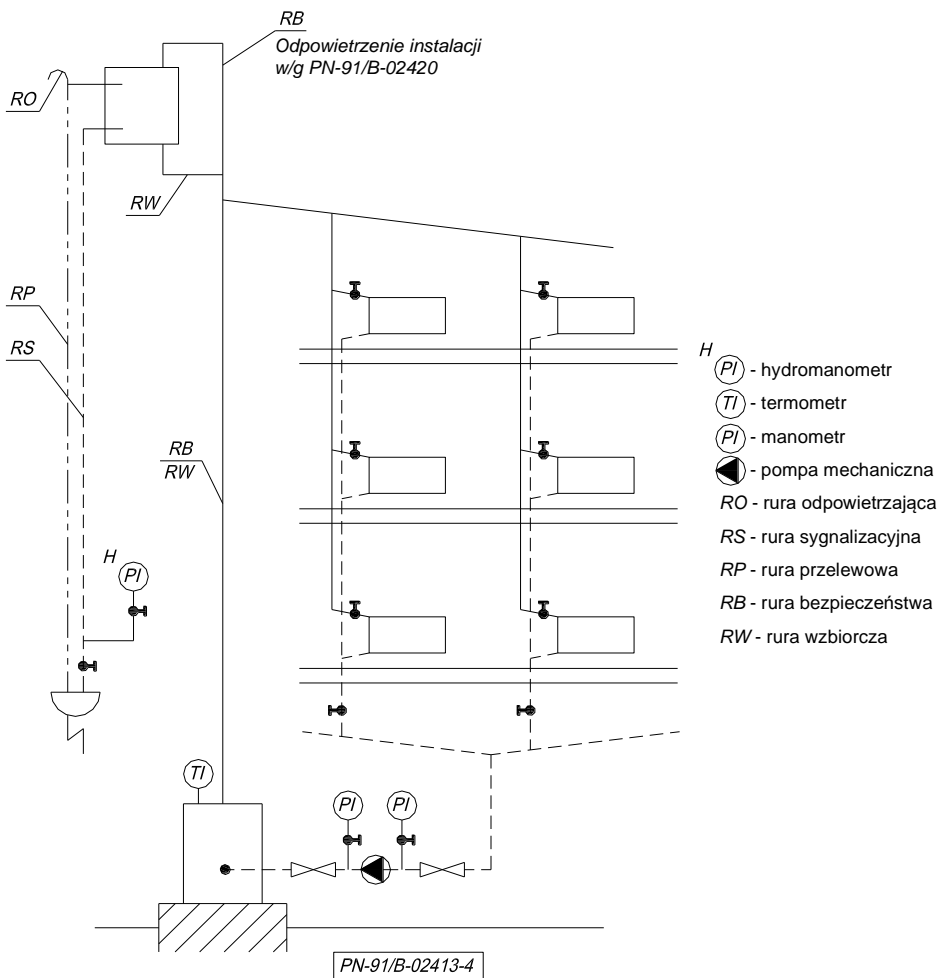 RB
Odpowietrzenie instalacji
w/g PN-91/B-02420
RO
RW
RP
RS
RB
RW
H
PI
TI
PI
PI
H
PI - hydromanometr
TI - termometr
PI - manometr
- pompa mechaniczna
RO - rura odpowietrzająca
RS - rura sygnalizacyjna
RP - rura przelewowa
RB - rura bezpieczeństwa
RW - rura wzbiorcza
PN-91/B-02413-4